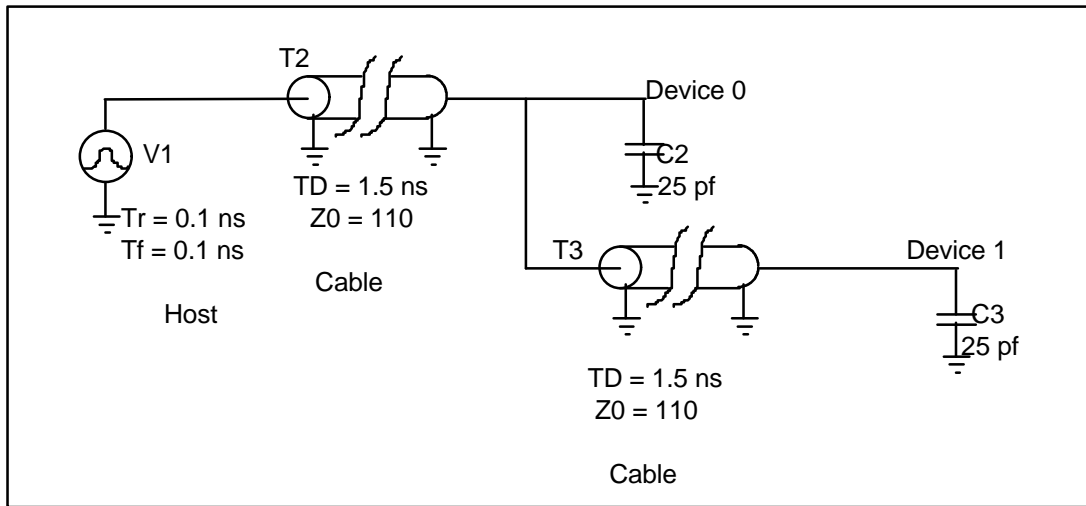 T2
Device 0
V1
C2
25 pf
TD = 1.5 ns
Z0 = 110
Tr = 0.1 ns
Tf = 0.1 ns
T3
Device 1
Cable
Host
C3
25 pf
TD = 1.5 ns
Z0 = 110
Cable